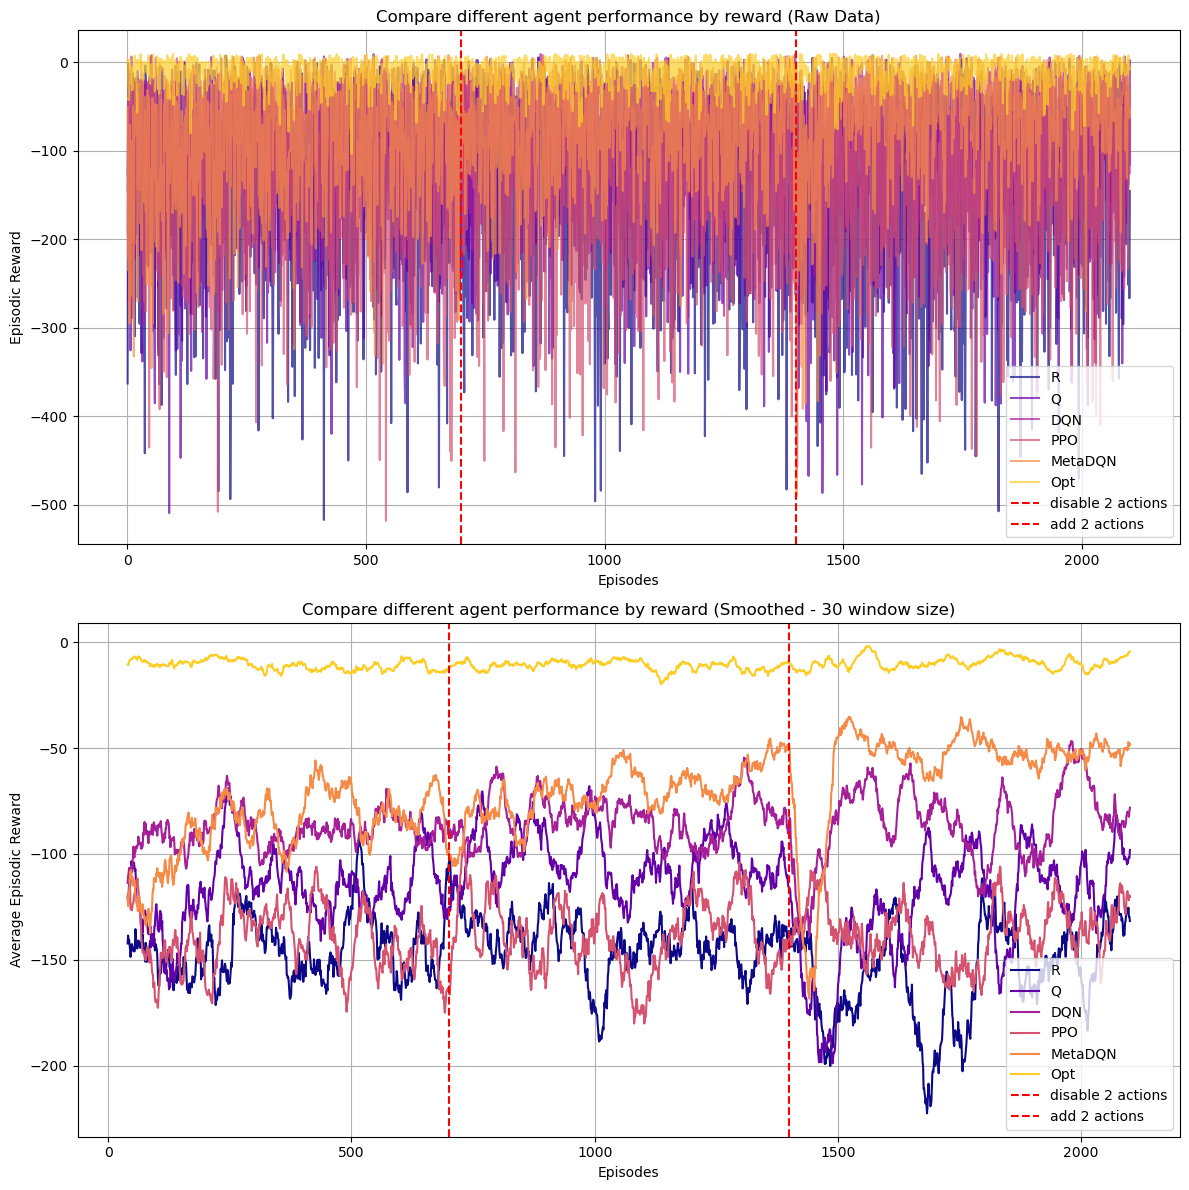 Compare different agent performance by reward (Raw Data)
Episodic Reward
0
−100
−200
−300
−400
−500
R
Q
DQN
PPO
MetaDQN
Opt
disable 2 actions
add 2 actions
0
500
1000
1500
2000
Episodes
Compare different agent performance by reward (Smoothed - 30 window size)
Average Episodic Reward
0
−50
−100
−150
−200
R
Q
DQN
PPO
MetaDQN
Opt
disable 2 actions
add 2 actions
0
500
1000
1500
2000
Episodes